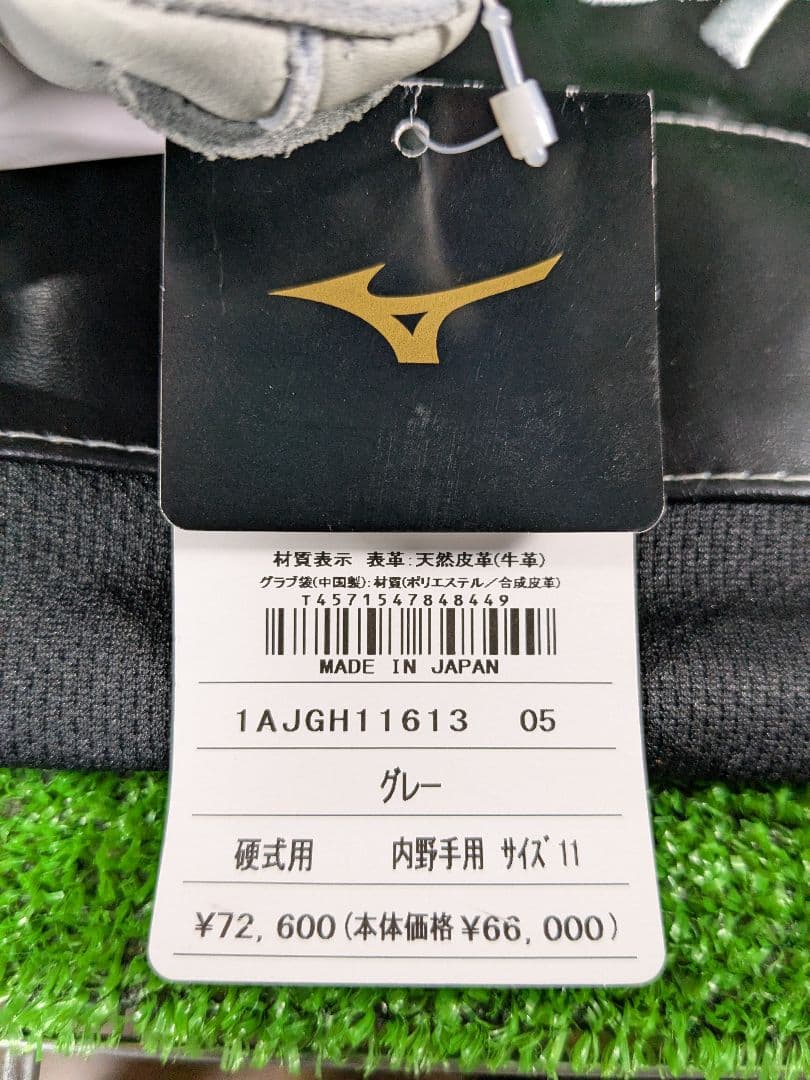 材質表示 表革:天然皮革(牛革)
グラブ袋(中国製):材質(ポリエステル/合成皮革)
T4571547848449
MADE IN JAPAN
1AJGH11613 05
グレー
硬式用 内野手用 サイズ11
¥72,600(本体価格¥66,000)